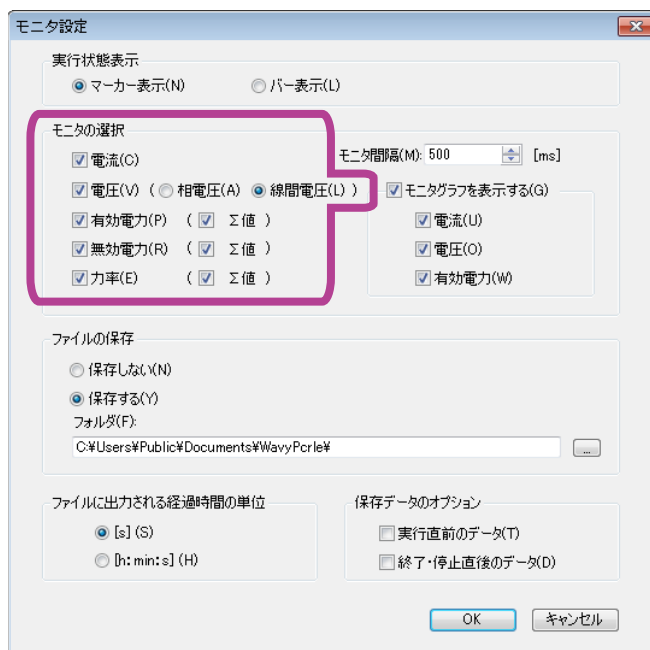 モニタ設定
実行状態表示
マーカー表示(N) バー表示(L)
モニタの選択
電流(C)
モニタ間隔(M): 500 [ms]
電圧(V) ( 相電圧(A) 線間電圧(L) ) モニタグラフを表示する(G)
有効電力(P) ( Σ値 ) 電流(U)
無効電力(R) ( Σ値 ) 電圧(O)
力率(E) ( Σ値 ) 有効電力(W)
ファイルの保存
保存しない(N)
保存する(Y)
フォルダ(F):
C:¥Users¥Public¥Documents¥WavyPcrle¥ ...
ファイルに出力される経過時間の単位 保存データのオプション
[s] (S) 実行直前のデータ(T)
[h:min:s] (H) 終了・停止直後のデータ(D)
OK キャンセル